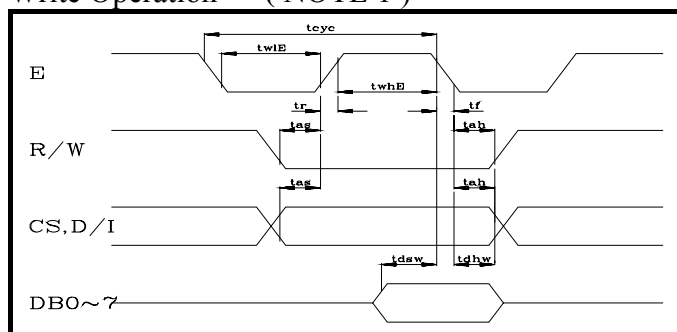 Write Operation ( NOTE 1 )
tcyc
twlE
E
twhE
tr
tf
tas
tah
R/W
tas
tah
CS,D/I
tdsw
tdhw
DB0~7